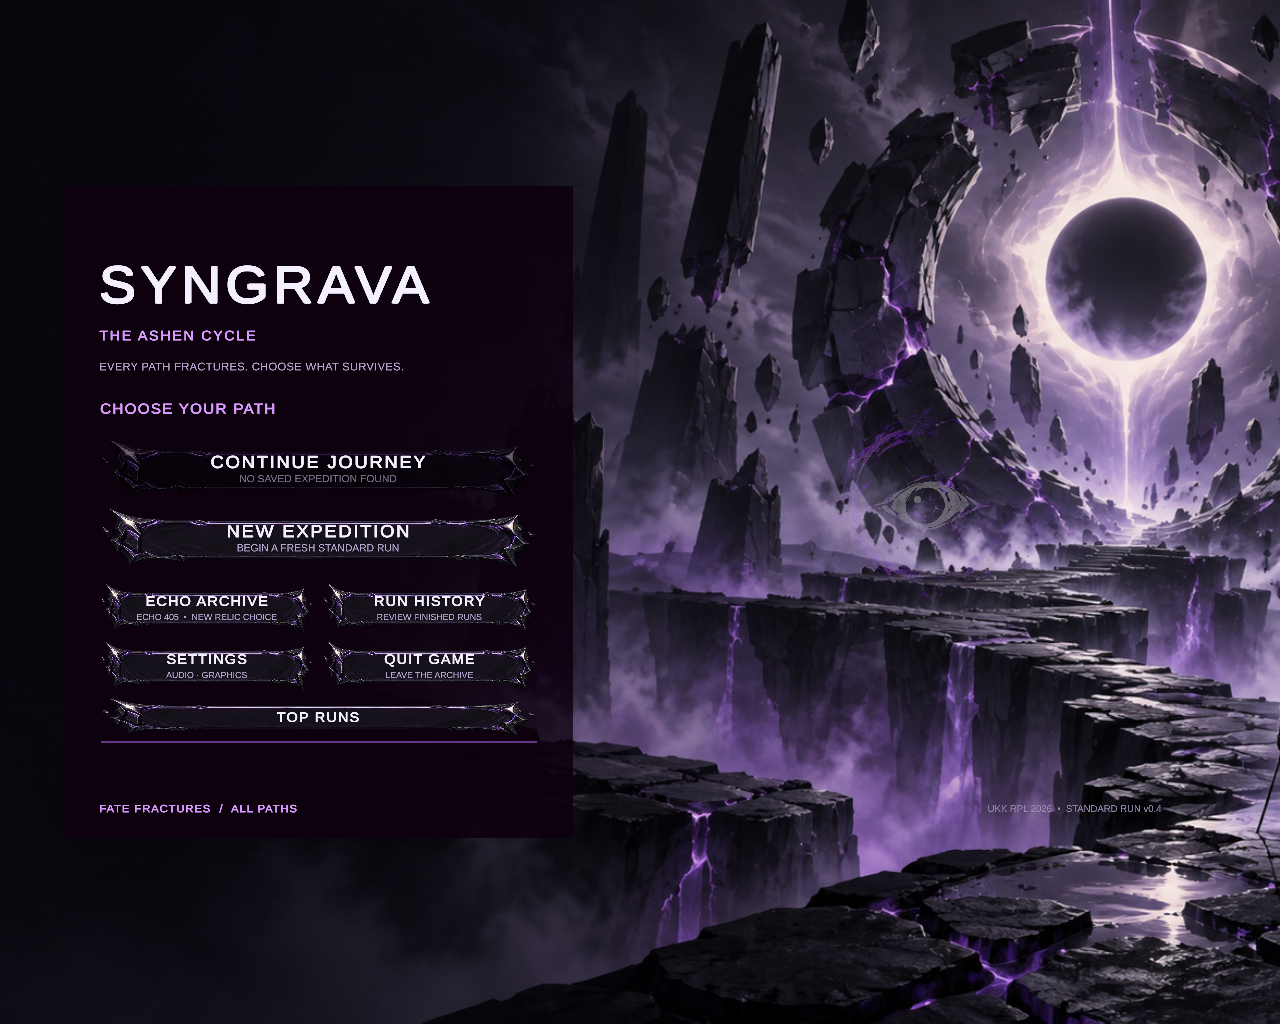 SYNGRAVA
THE ASHEN CYCLE
EVERY PATH FRACTURES. CHOOSE WHAT SURVIVES.
CHOOSE YOUR PATH
CONTINUE JOURNEY
NO SAVED EXPEDITION FOUND
NEW EXPEDITION
BEGIN A FRESH STANDARD RUN
ECHO ARCHIVE
ECHO 405 • NEW RELIC CHOICE
RUN HISTORY
REVIEW FINISHED RUNS
SETTINGS
AUDIO · GRAPHICS
QUIT GAME
LEAVE THE ARCHIVE
TOP RUNS
FATE FRACTURES / ALL PATHS
UKK RPL 2026 • STANDARD RUN v0.4